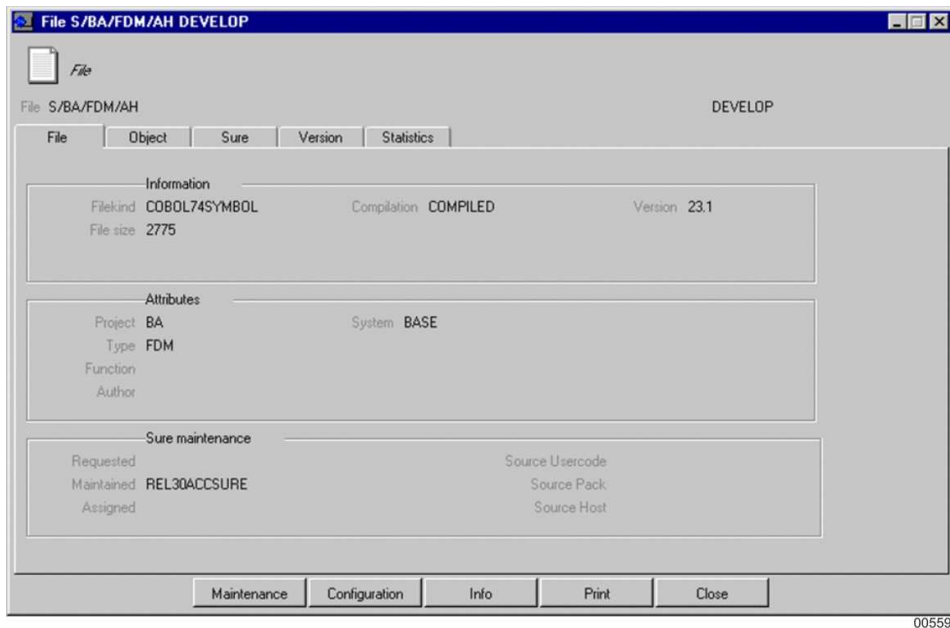 File S/BA/FDM/AH DEVELOP
File
File S/BA/FDM/AH DEVELOP
File Object Sure Version Statistics
Information
Filekind COBOL74SYMBOL Compilation COMPILED Version 23.1
File size 2775
Attributes
Project BA System BASE
Type FDM
Function
Author
Sure maintenance
Requested Source Usercode
Maintained REL30ACCSURE Source Pack
Assigned Source Host
Maintenance Configuration Info Print Close
00559